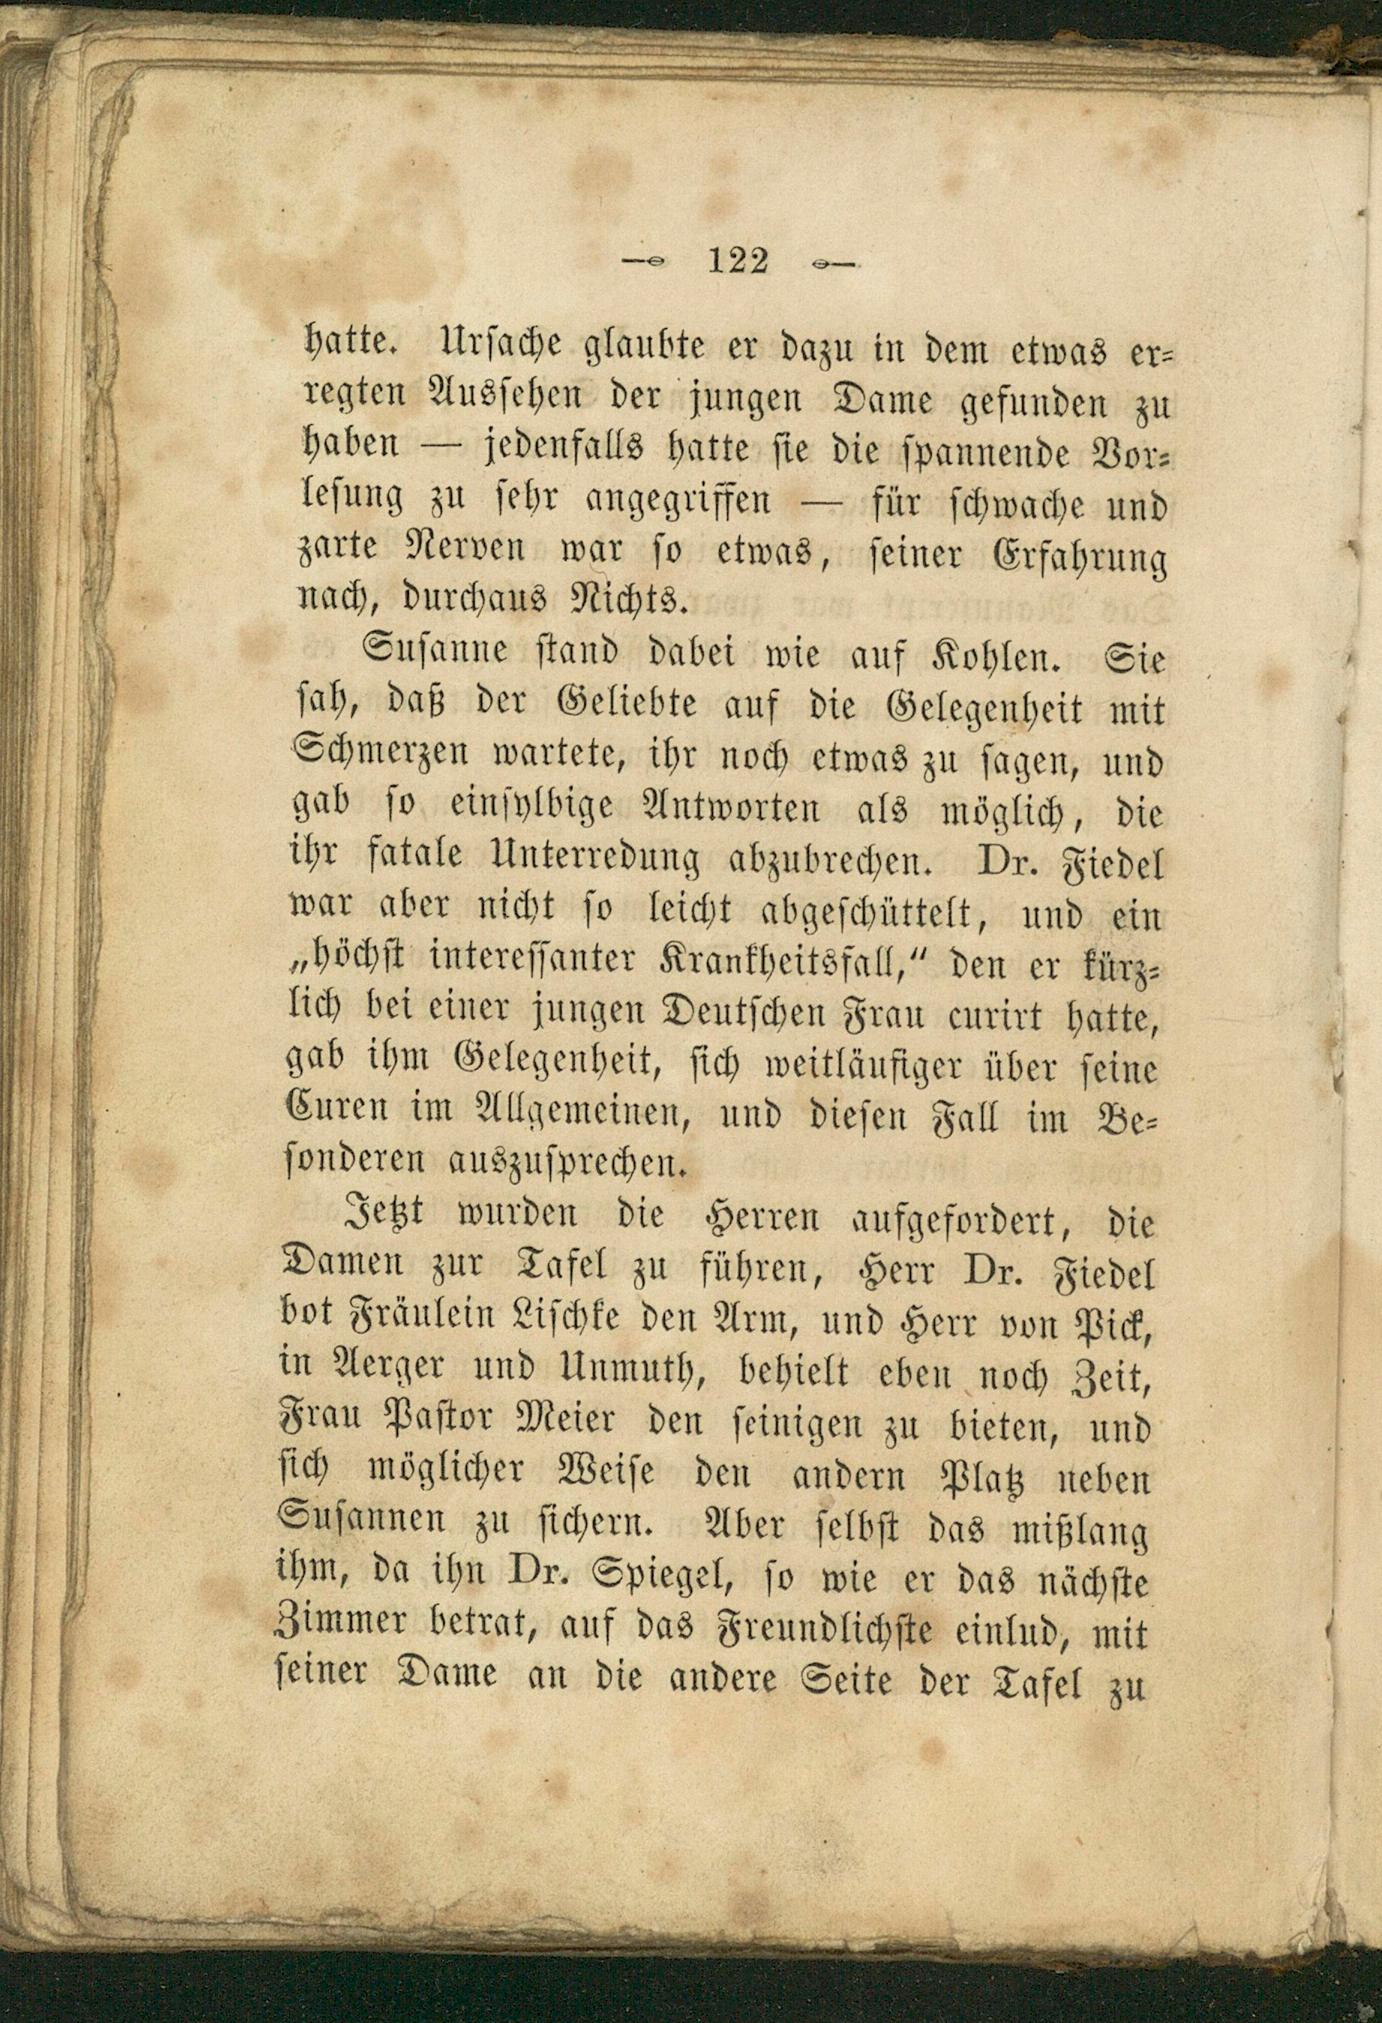 122
hatte. Ursache glaubte er dazu in dem etwas er-
regten Aussehen der jungen Dame gefunden zu
haben — jedenfalls hatte sie die spannende Vor-
lesung zu sehr angegriffen — für schwache und
zarte Nerven war so etwas, seiner Erfahrung
nach, durchaus Nichts.
Susanne stand dabei wie auf Kohlen. Sie
sah, daß der Geliebte auf die Gelegenheit mit
Schmerzen wartete, ihr noch etwas zu sagen, und
gab so einsylbige Antworten als möglich, die
ihr fatale Unterredung abzubrechen. Dr. Fiedel
war aber nicht so leicht abgeschüttelt, und ein
„höchst interessanter Krankheitsfall,“ den er kürz-
lich bei einer jungen Deutschen Frau curirt hatte,
gab ihm Gelegenheit, sich weitläufiger über seine
Curen im Allgemeinen, und diesen Fall im Be-
sonderen auszusprechen.
Jetzt wurden die Herren aufgefordert, die
Damen zur Tafel zu führen, Herr Dr. Fiedel
bot Fräulein Lischke den Arm, und Herr von Pick,
in Aerger und Unmuth, behielt eben noch Zeit,
Frau Pastor Meier den seinigen zu bieten, und
sich möglicher Weise den andern Platz neben
Susannen zu sichern. Aber selbst das mißlang
ihm, da ihn Dr. Spiegel, so wie er das nächste
Zimmer betrat, auf das Freundlichste einlud, mit
seiner Dame an die andere Seite der Tafel zu